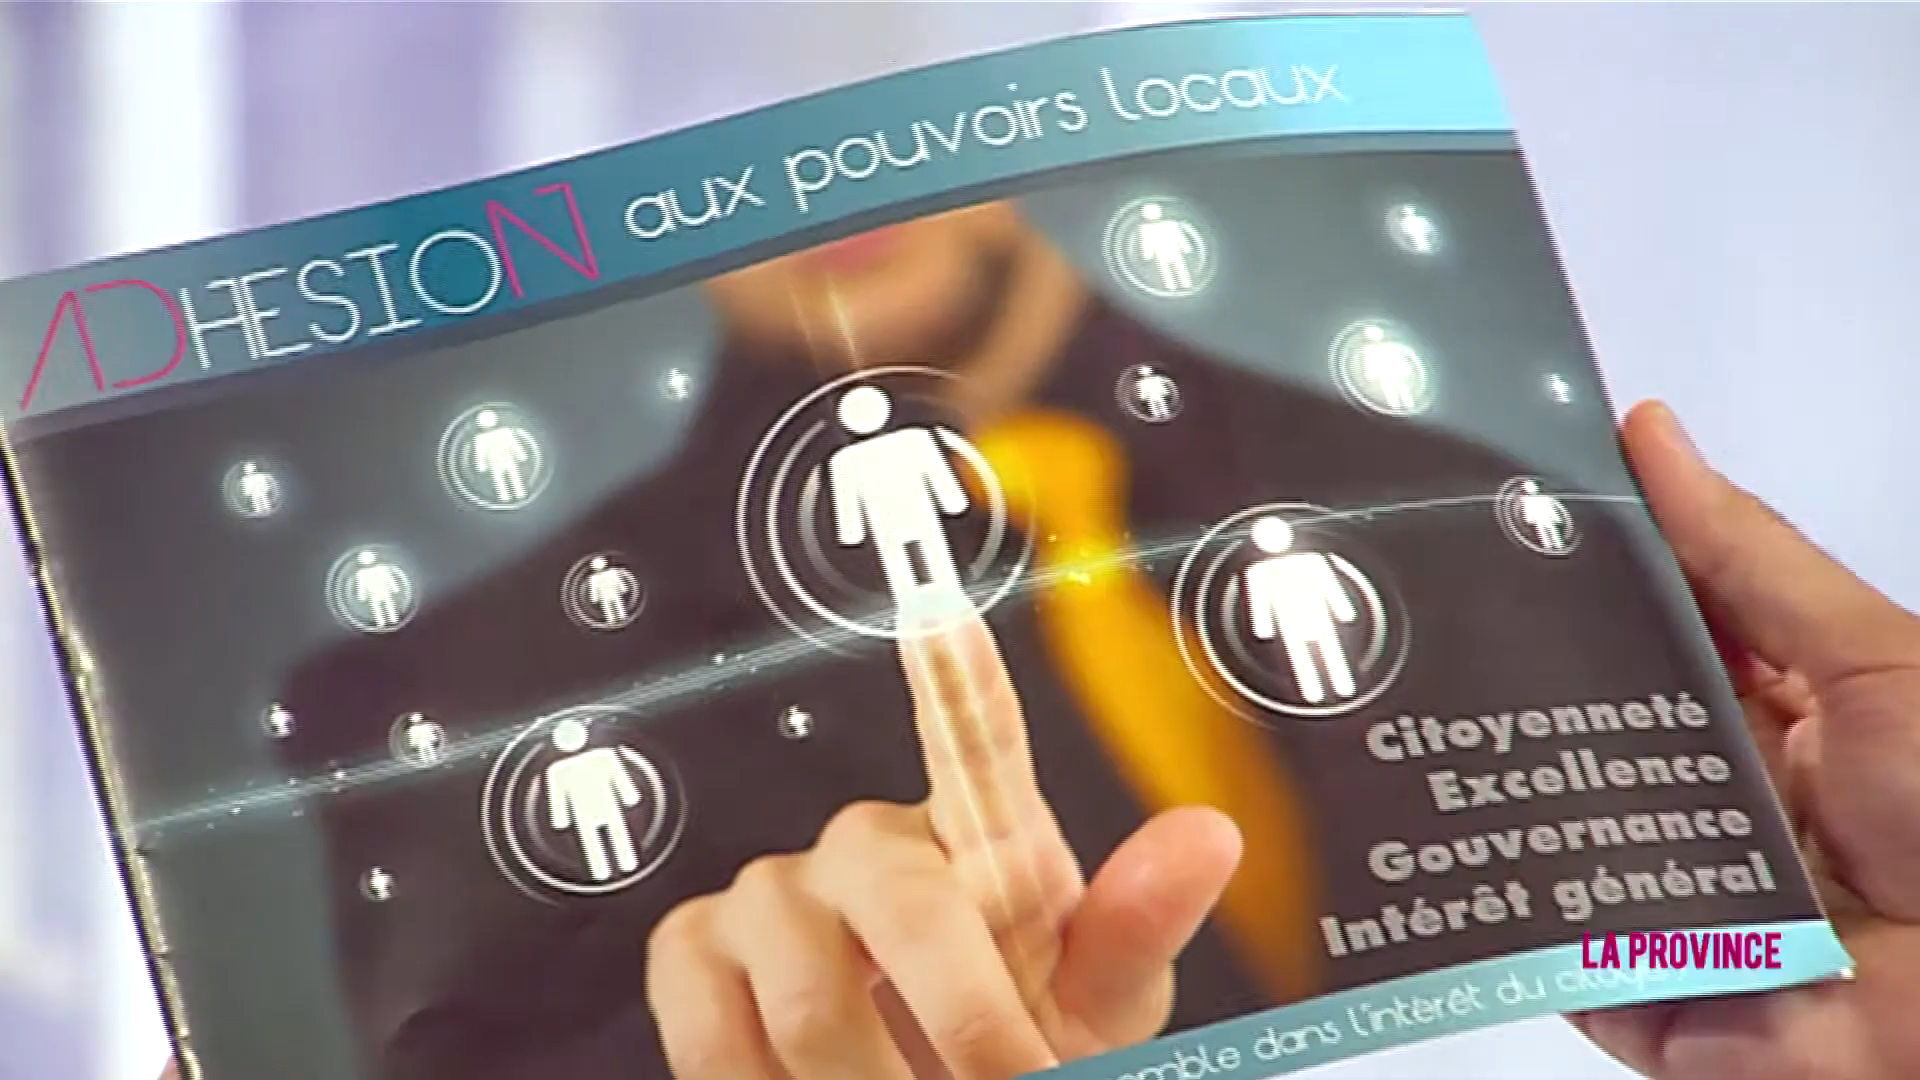 ADHESION aux pouvoirs locaux
Citoyenneté
Excellence
Gouvernance
Intérêt général
LA PROVINCE
dans l'intérêt du